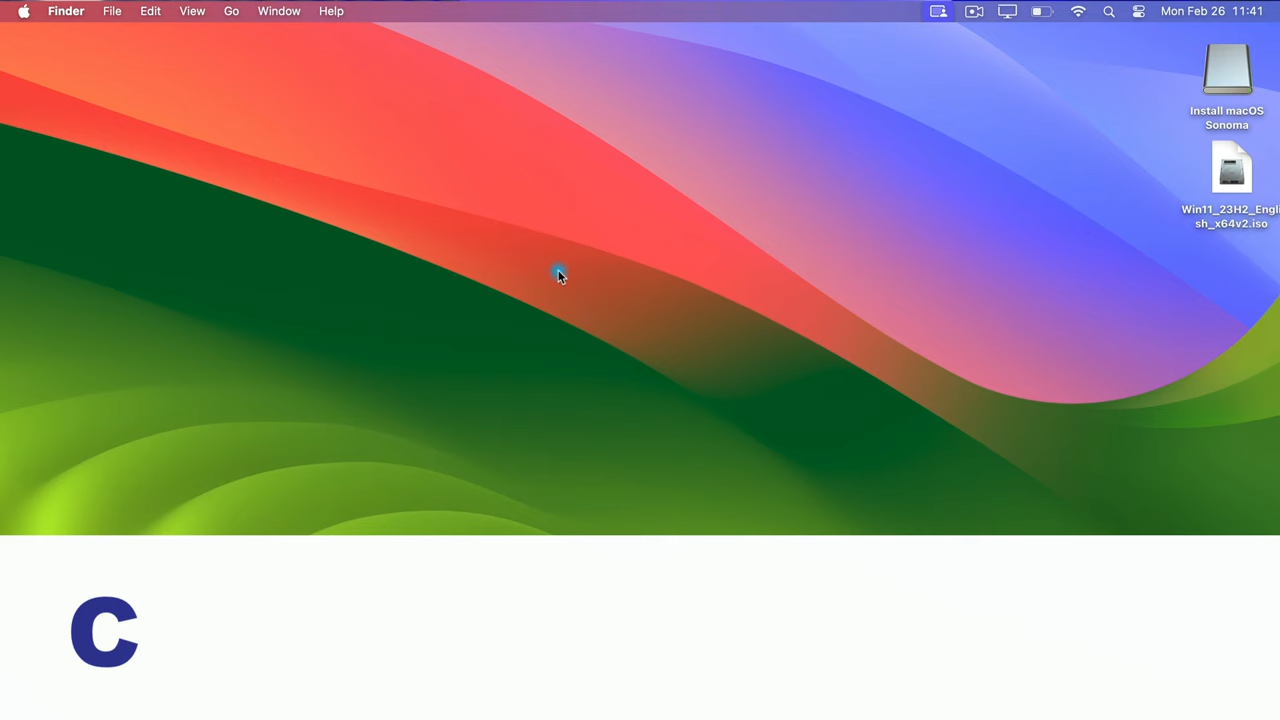 Finder File Edit View Go Window Help Mon Feb 26 11:41
Install macOS
Sonoma
Win11_23H2_Engli
sh_x64v2.iso
C